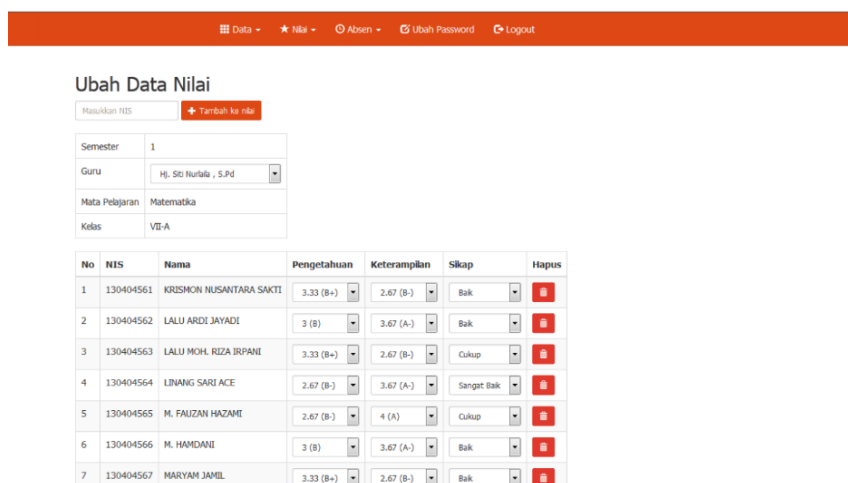 Data Nilai Absen Ubah Password Logout
Ubah Data Nilai
Masukkan NIS Tambah ke nilai
Semester 1
Guru Hj. Siti Nurlaila , S.Pd
Mata Pelajaran Matematika
Kelas VII-A
No NIS Nama Pengetahuan Keterampilan Sikap Hapus
1 130404561 KRISMON NUSANTARA SAKTI 3.33 (B+) 2.67 (B-) Baik
2 130404562 LALU ARDI JAYADI 3 (B) 3.67 (A-) Baik
3 130404563 LALU MOH. RIZA IRPANI 3.33 (B+) 2.67 (B-) Cukup
4 130404564 LINANG SARI ACE 2.67 (B-) 3.67 (A-) Sangat Baik
5 130404565 M. FAUZAN HAZAMI 2.67 (B-) 4 (A) Cukup
6 130404566 M. HAMDANI 3 (B) 3.67 (A-) Baik
7 130404567 MARYAM JAMIL 3.33 (B+) 2.67 (B-) Baik